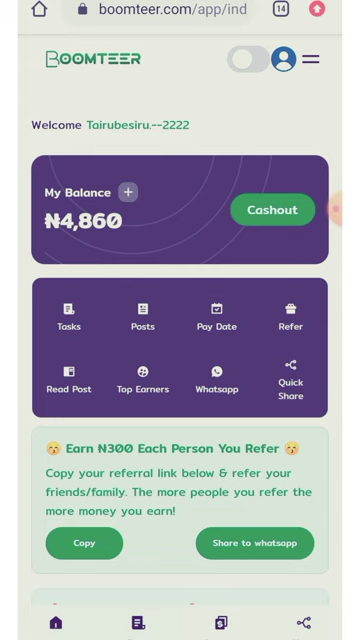 boomteer.com/app/ind
14
BOOMTEER
Welcome Tairubesiru.--2222
My Balance +
₦4,860
Cashout
Tasks
Posts
Pay Date
Refer
Read Post
Top Earners
Whatsapp
Quick
Share
Earn ₦300 Each Person You Refer
Copy your referral link below & refer your
friends/family. The more people you refer the
more money you earn!
Copy
Share to whatsapp